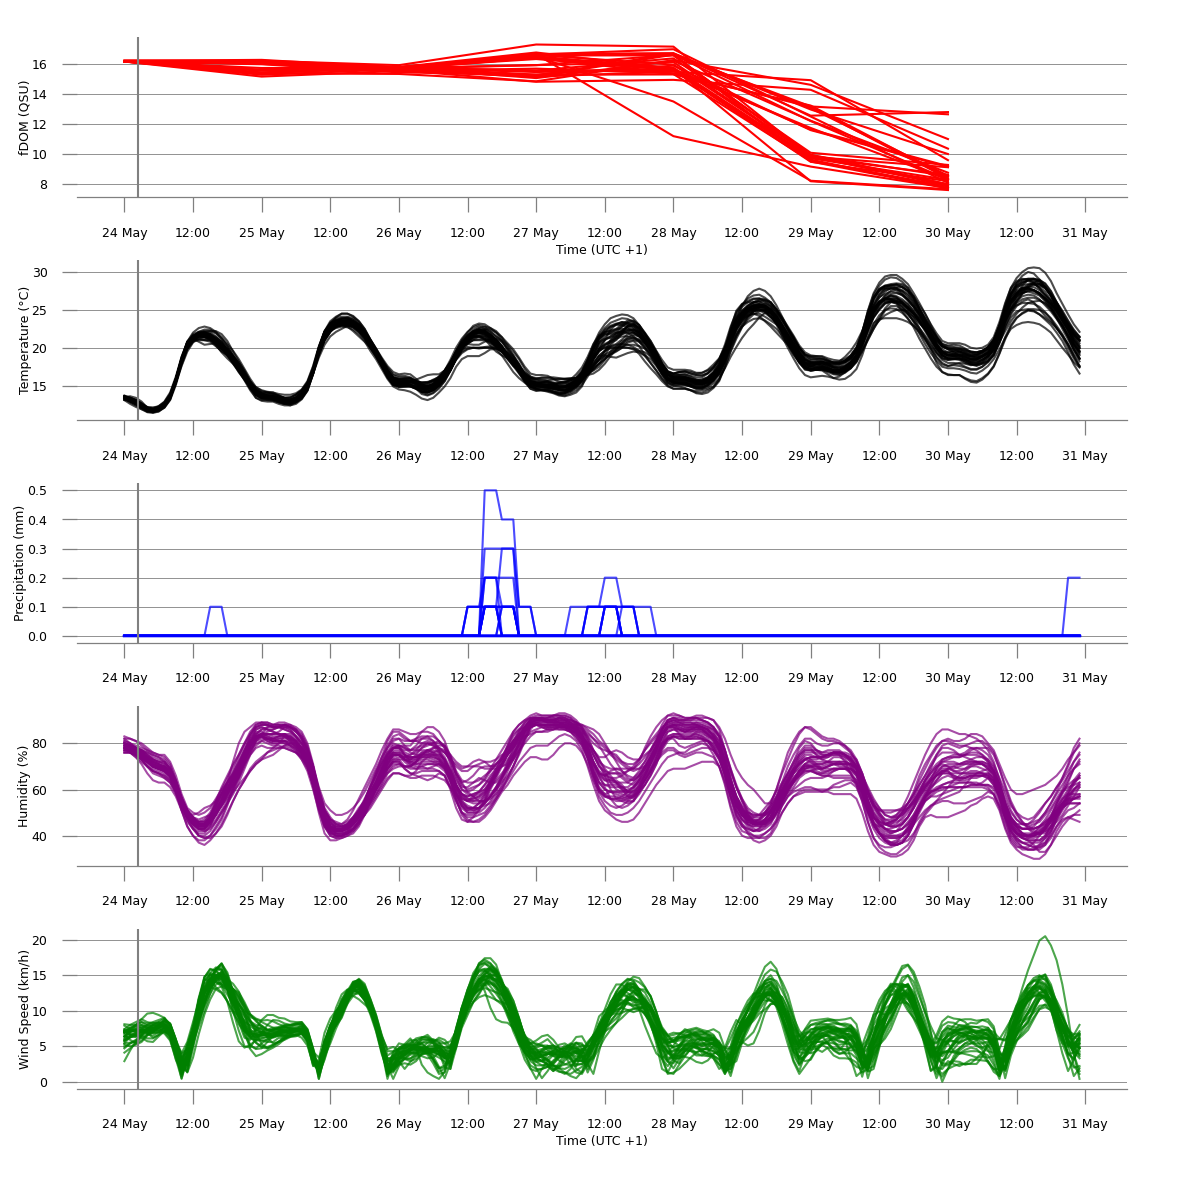 fDOM (QSU)
16
14
12
10
8
24 May 12:00 25 May 12:00 26 May 12:00 27 May 12:00 28 May 12:00 29 May 12:00 30 May 12:00 31 May
Time (UTC +1)
Temperature (°C)
30
25
20
15
24 May 12:00 25 May 12:00 26 May 12:00 27 May 12:00 28 May 12:00 29 May 12:00 30 May 12:00 31 May
Precipitation (mm)
0.5
0.4
0.3
0.2
0.1
0.0
24 May 12:00 25 May 12:00 26 May 12:00 27 May 12:00 28 May 12:00 29 May 12:00 30 May 12:00 31 May
Humidity (%)
80
60
40
24 May 12:00 25 May 12:00 26 May 12:00 27 May 12:00 28 May 12:00 29 May 12:00 30 May 12:00 31 May
Wind Speed (km/h)
20
15
10
5
0
24 May 12:00 25 May 12:00 26 May 12:00 27 May 12:00 28 May 12:00 29 May 12:00 30 May 12:00 31 May
Time (UTC +1)